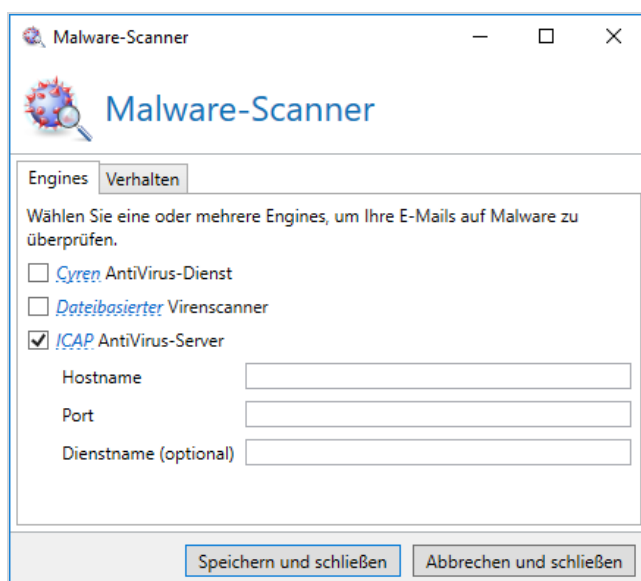 Malware-Scanner
Malware-Scanner
Engines
Verhalten
Wählen Sie eine oder mehrere Engines, um Ihre E-Mails auf Malware zu
überprüfen.
Cyren AntiVirus-Dienst
Dateibasierter Virenscanner
ICAP AntiVirus-Server
Hostname
Port
Dienstname (optional)
Speichern und schließen
Abbrechen und schließen